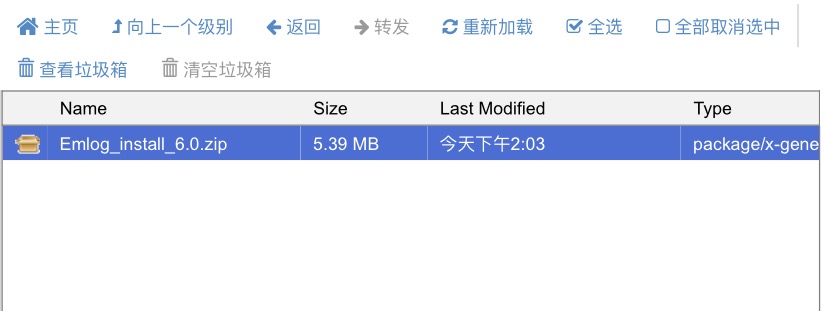 主页 向上一个级别 返回 转发 重新加载 全选 全部取消选中
查看垃圾箱 清空垃圾箱
Name Size Last Modified Type
Emlog_install_6.0.zip 5.39 MB 今天下午2:03 package/x-gene